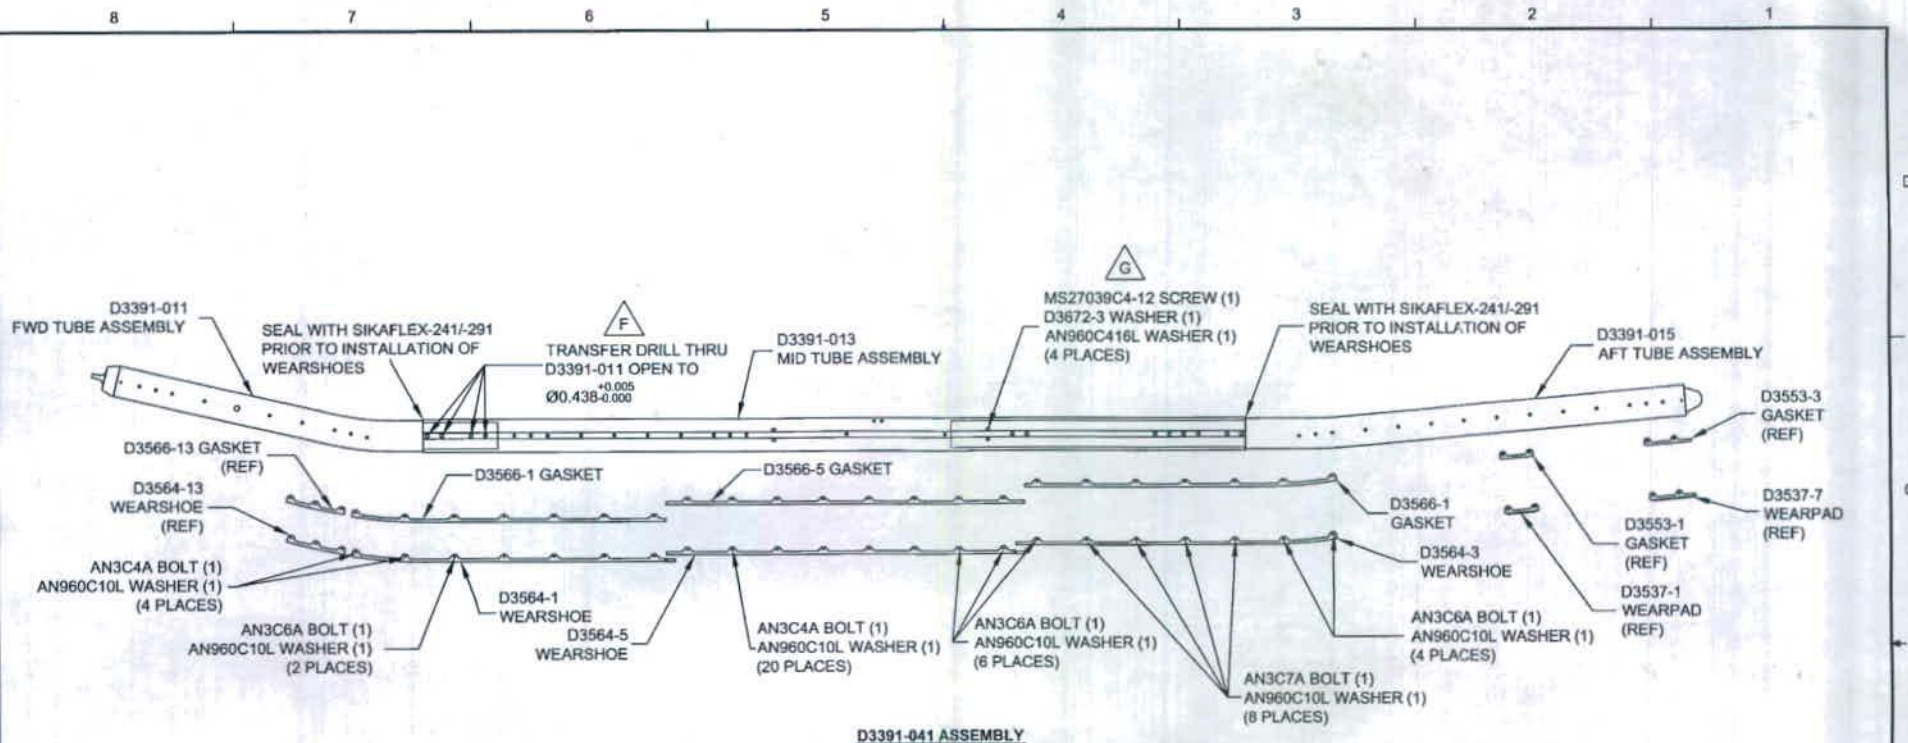 8 7 6 5 4 3 2 1
D
F
G
D3391-011
FWD TUBE ASSEMBLY
SEAL WITH SIKAFLEX-241/-291
PRIOR TO INSTALLATION OF
WEARSHOES
TRANSFER DRILL THRU
D3391-011 OPEN TO
Ø0.438+0.005-0.000
D3391-013
MID TUBE ASSEMBLY
MS27039C4-12 SCREW (1)
D3672-3 WASHER (1)
AN960C416L WASHER (1)
(4 PLACES)
SEAL WITH SIKAFLEX-241/-291
PRIOR TO INSTALLATION OF
WEARSHOES
D3391-015
AFT TUBE ASSEMBLY
D3553-3
GASKET
(REF)
D3566-13 GASKET
(REF)
D3566-1 GASKET
D3566-5 GASKET
D3564-13
WEARSHOE
(REF)
D3566-1
GASKET
D3553-1
GASKET
(REF)
D3537-7
WEARPAD
(REF)
AN3C4A BOLT (1)
AN960C10L WASHER (1)
(4 PLACES)
D3564-1
WEARSHOE
D3564-3
WEARSHOE
D3537-1
WEARPAD
(REF)
AN3C6A BOLT (1)
AN960C10L WASHER (1)
(2 PLACES)
D3564-5
WEARSHOE
AN3C4A BOLT (1)
AN960C10L WASHER (1)
(20 PLACES)
AN3C6A BOLT (1)
AN960C10L WASHER (1)
(6 PLACES)
AN3C6A BOLT (1)
AN960C10L WASHER (1)
(4 PLACES)
AN3C7A BOLT (1)
AN960C10L WASHER (1)
(8 PLACES)
D3391-041 ASSEMBLY